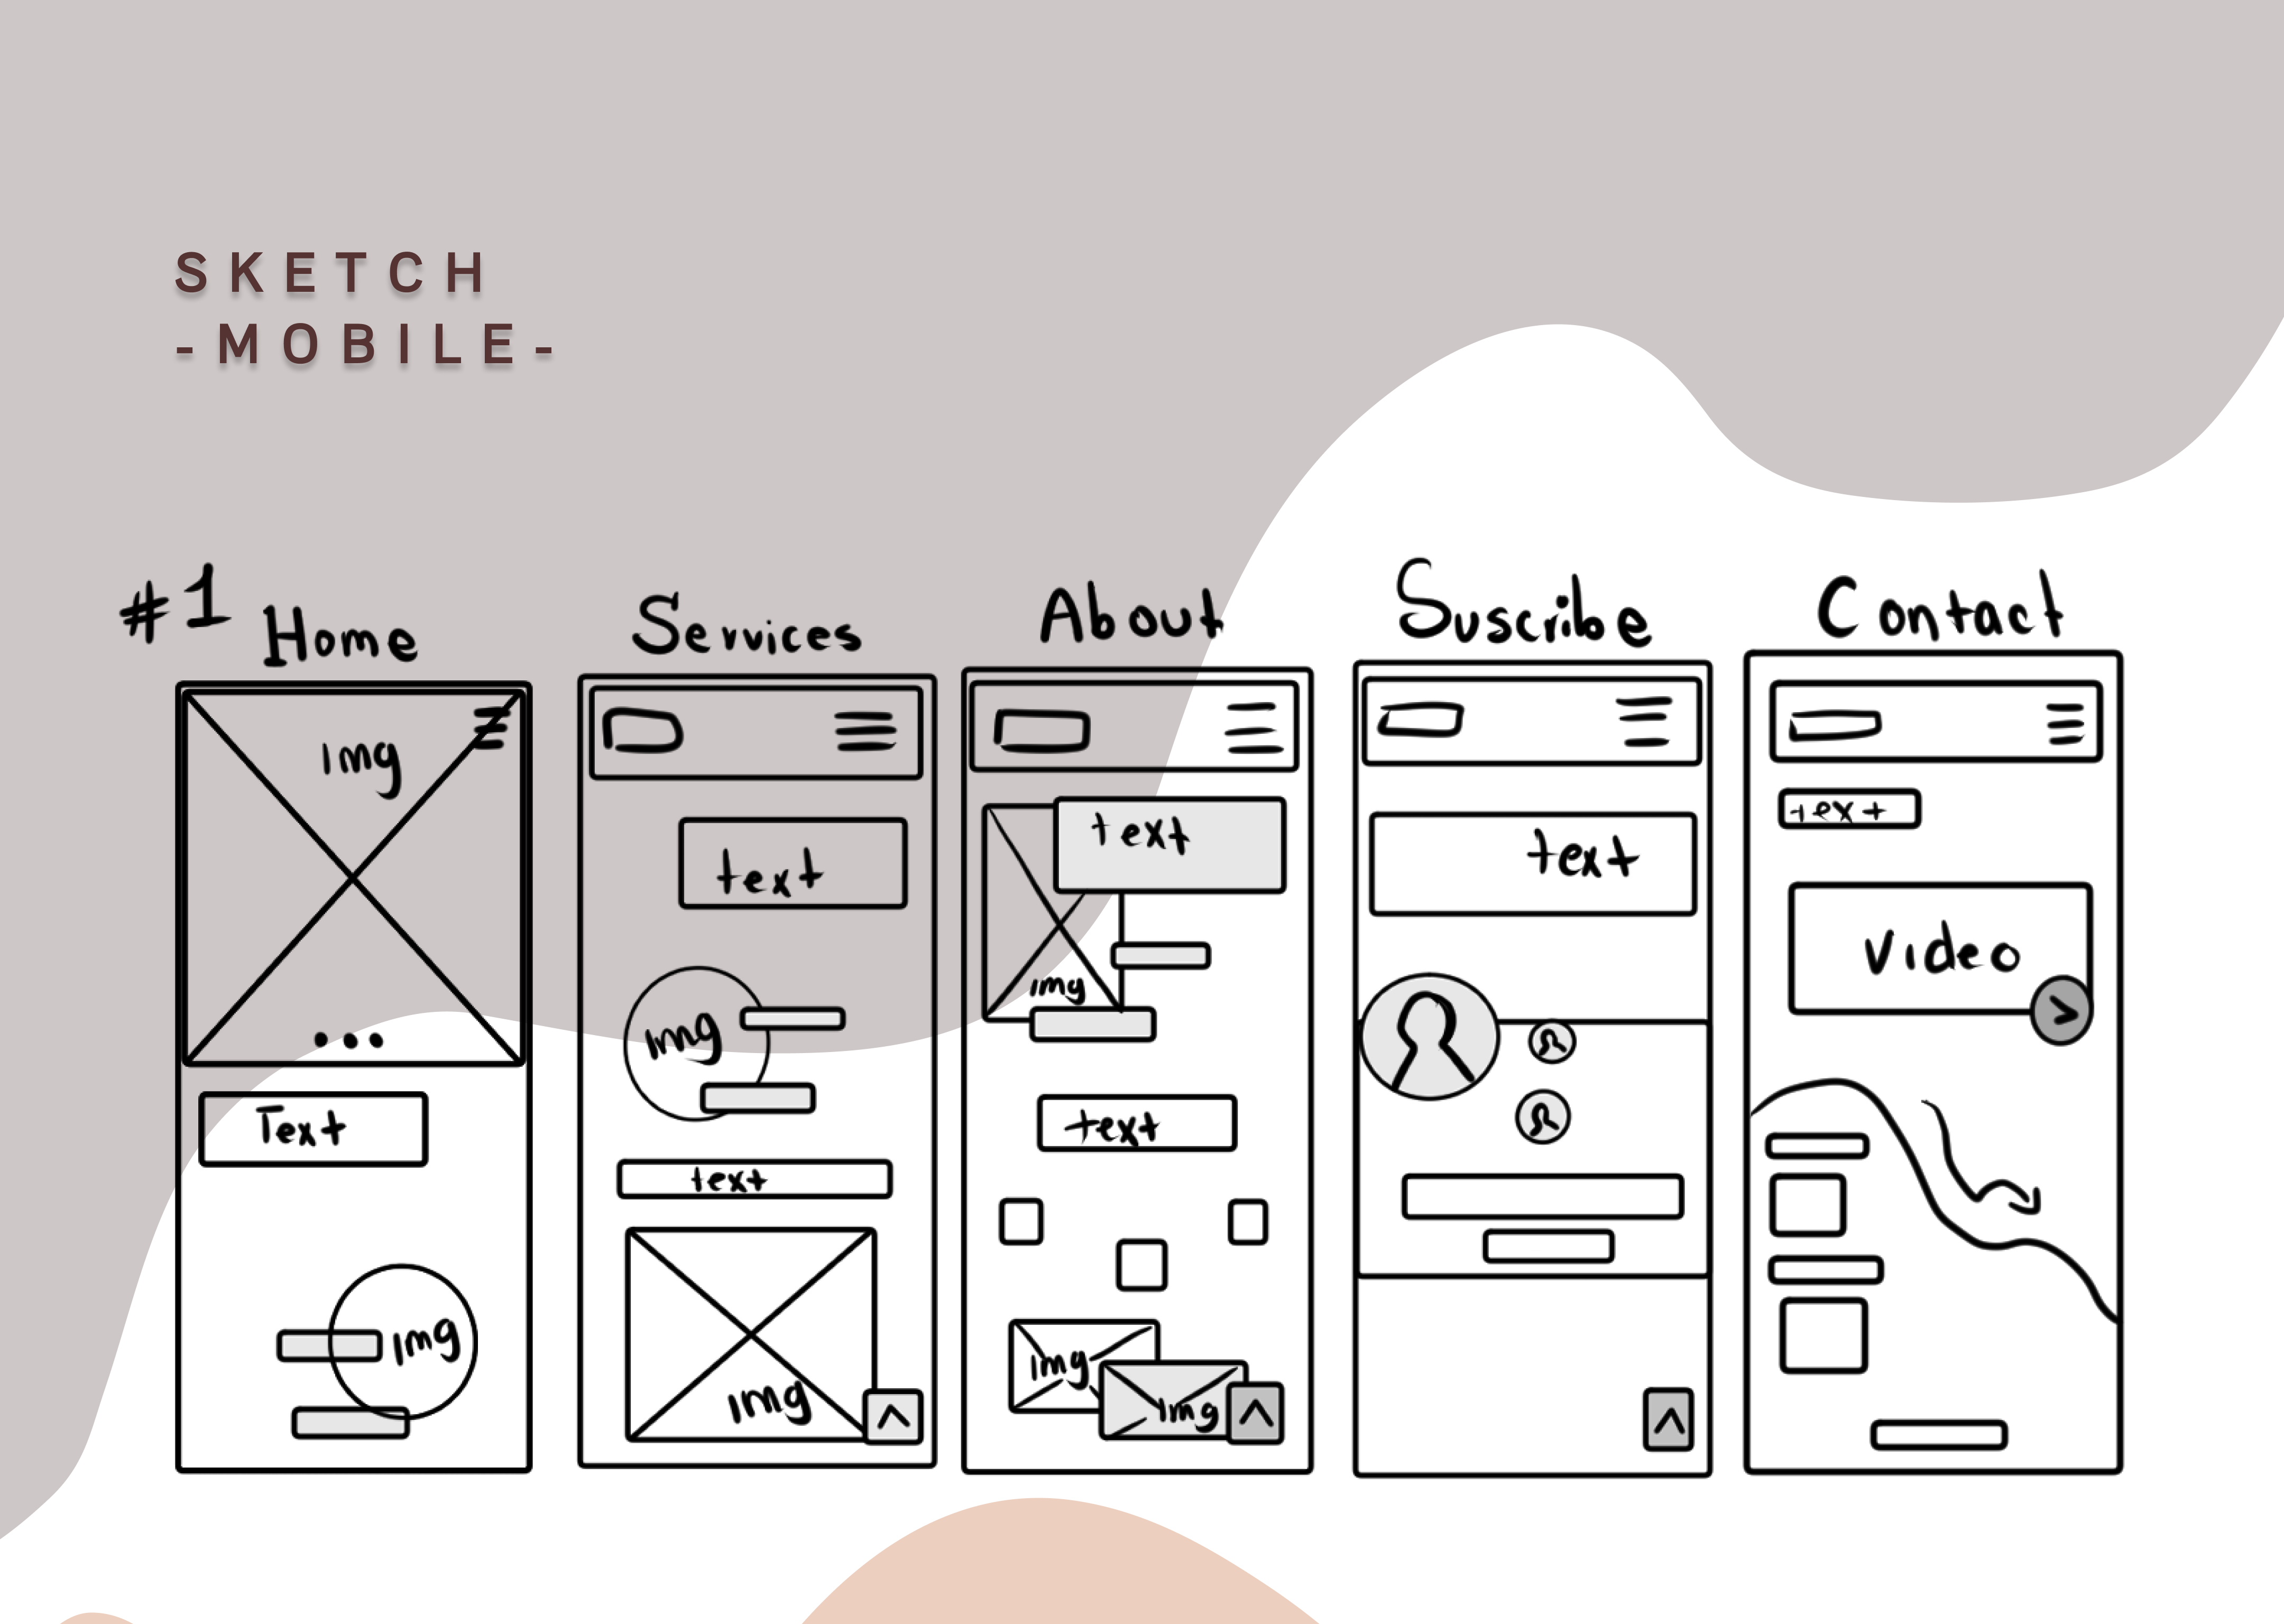 SKETCH
-MOBILE-
#1
Home
Img
Text
Img
Services
text
Img
text
Img
About
text
img
text
Img
Img
Suscribe
text
Contact
text
Video